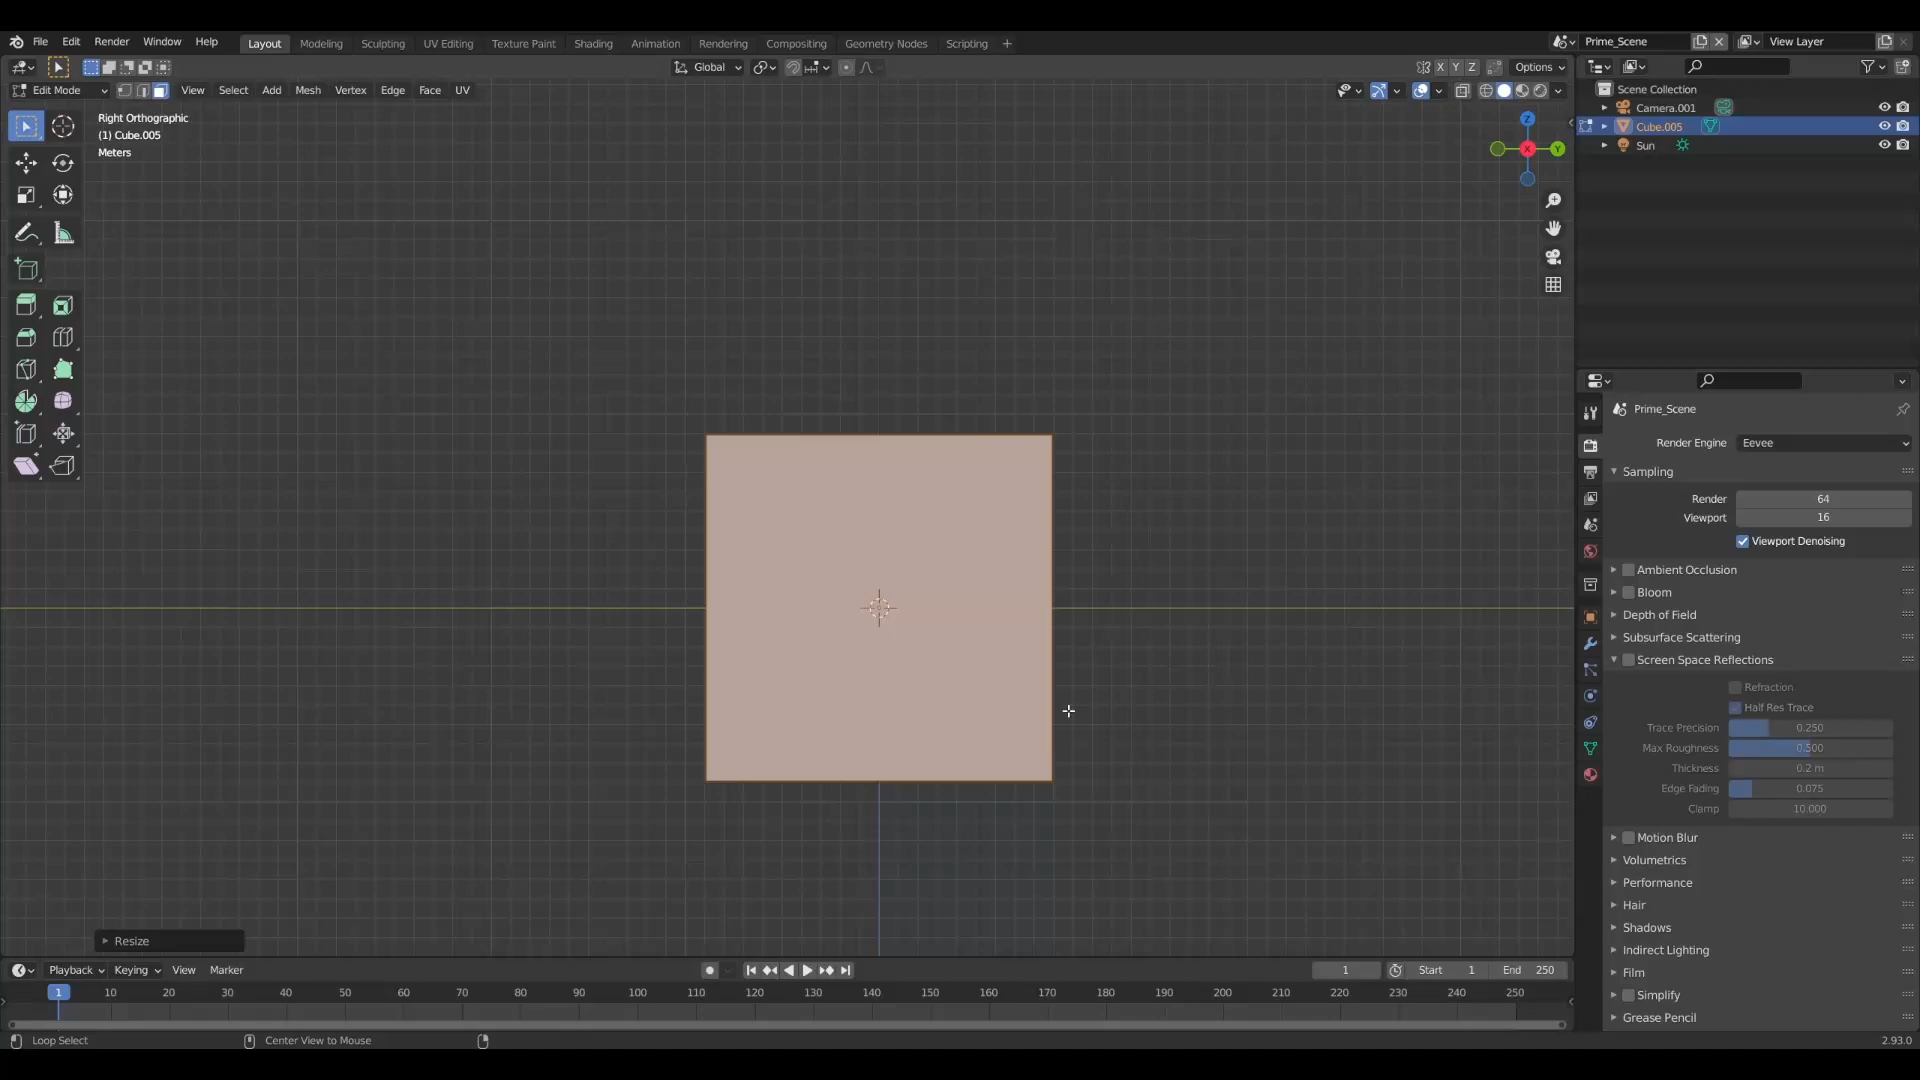 File Edit Render Window Help Layout Modeling Sculpting UV Editing Texture Paint Shading Animation Rendering Compositing Geometry Nodes Scripting + Prime_Scene View Layer
Global X Y Z Options
Edit Mode View Select Add Mesh Vertex Edge Face UV
Right Orthographic
(1) Cube.005
Meters
Z
X
Y
Scene Collection
Camera.001
Cube.005
Sun
Prime_Scene
Render Engine Eevee
Sampling
Render 64
Viewport 16
Viewport Denoising
Ambient Occlusion
Bloom
Depth of Field
Subsurface Scattering
Screen Space Reflections
Refraction
Half Res Trace
Trace Precision 0.250
Max Roughness 0.500
Thickness 0.2 m
Edge Fading 0.075
Clamp 10.000
Motion Blur
Volumetrics
Performance
Hair
Shadows
Indirect Lighting
Film
Simplify
Grease Pencil
Resize
Playback Keying View Marker 1 Start 1 End 250
1 10 20 30 40 50 60 70 80 90 100 110 120 130 140 150 160 170 180 190 200 210 220 230 240 250
Loop Select Center View to Mouse 2.93.0